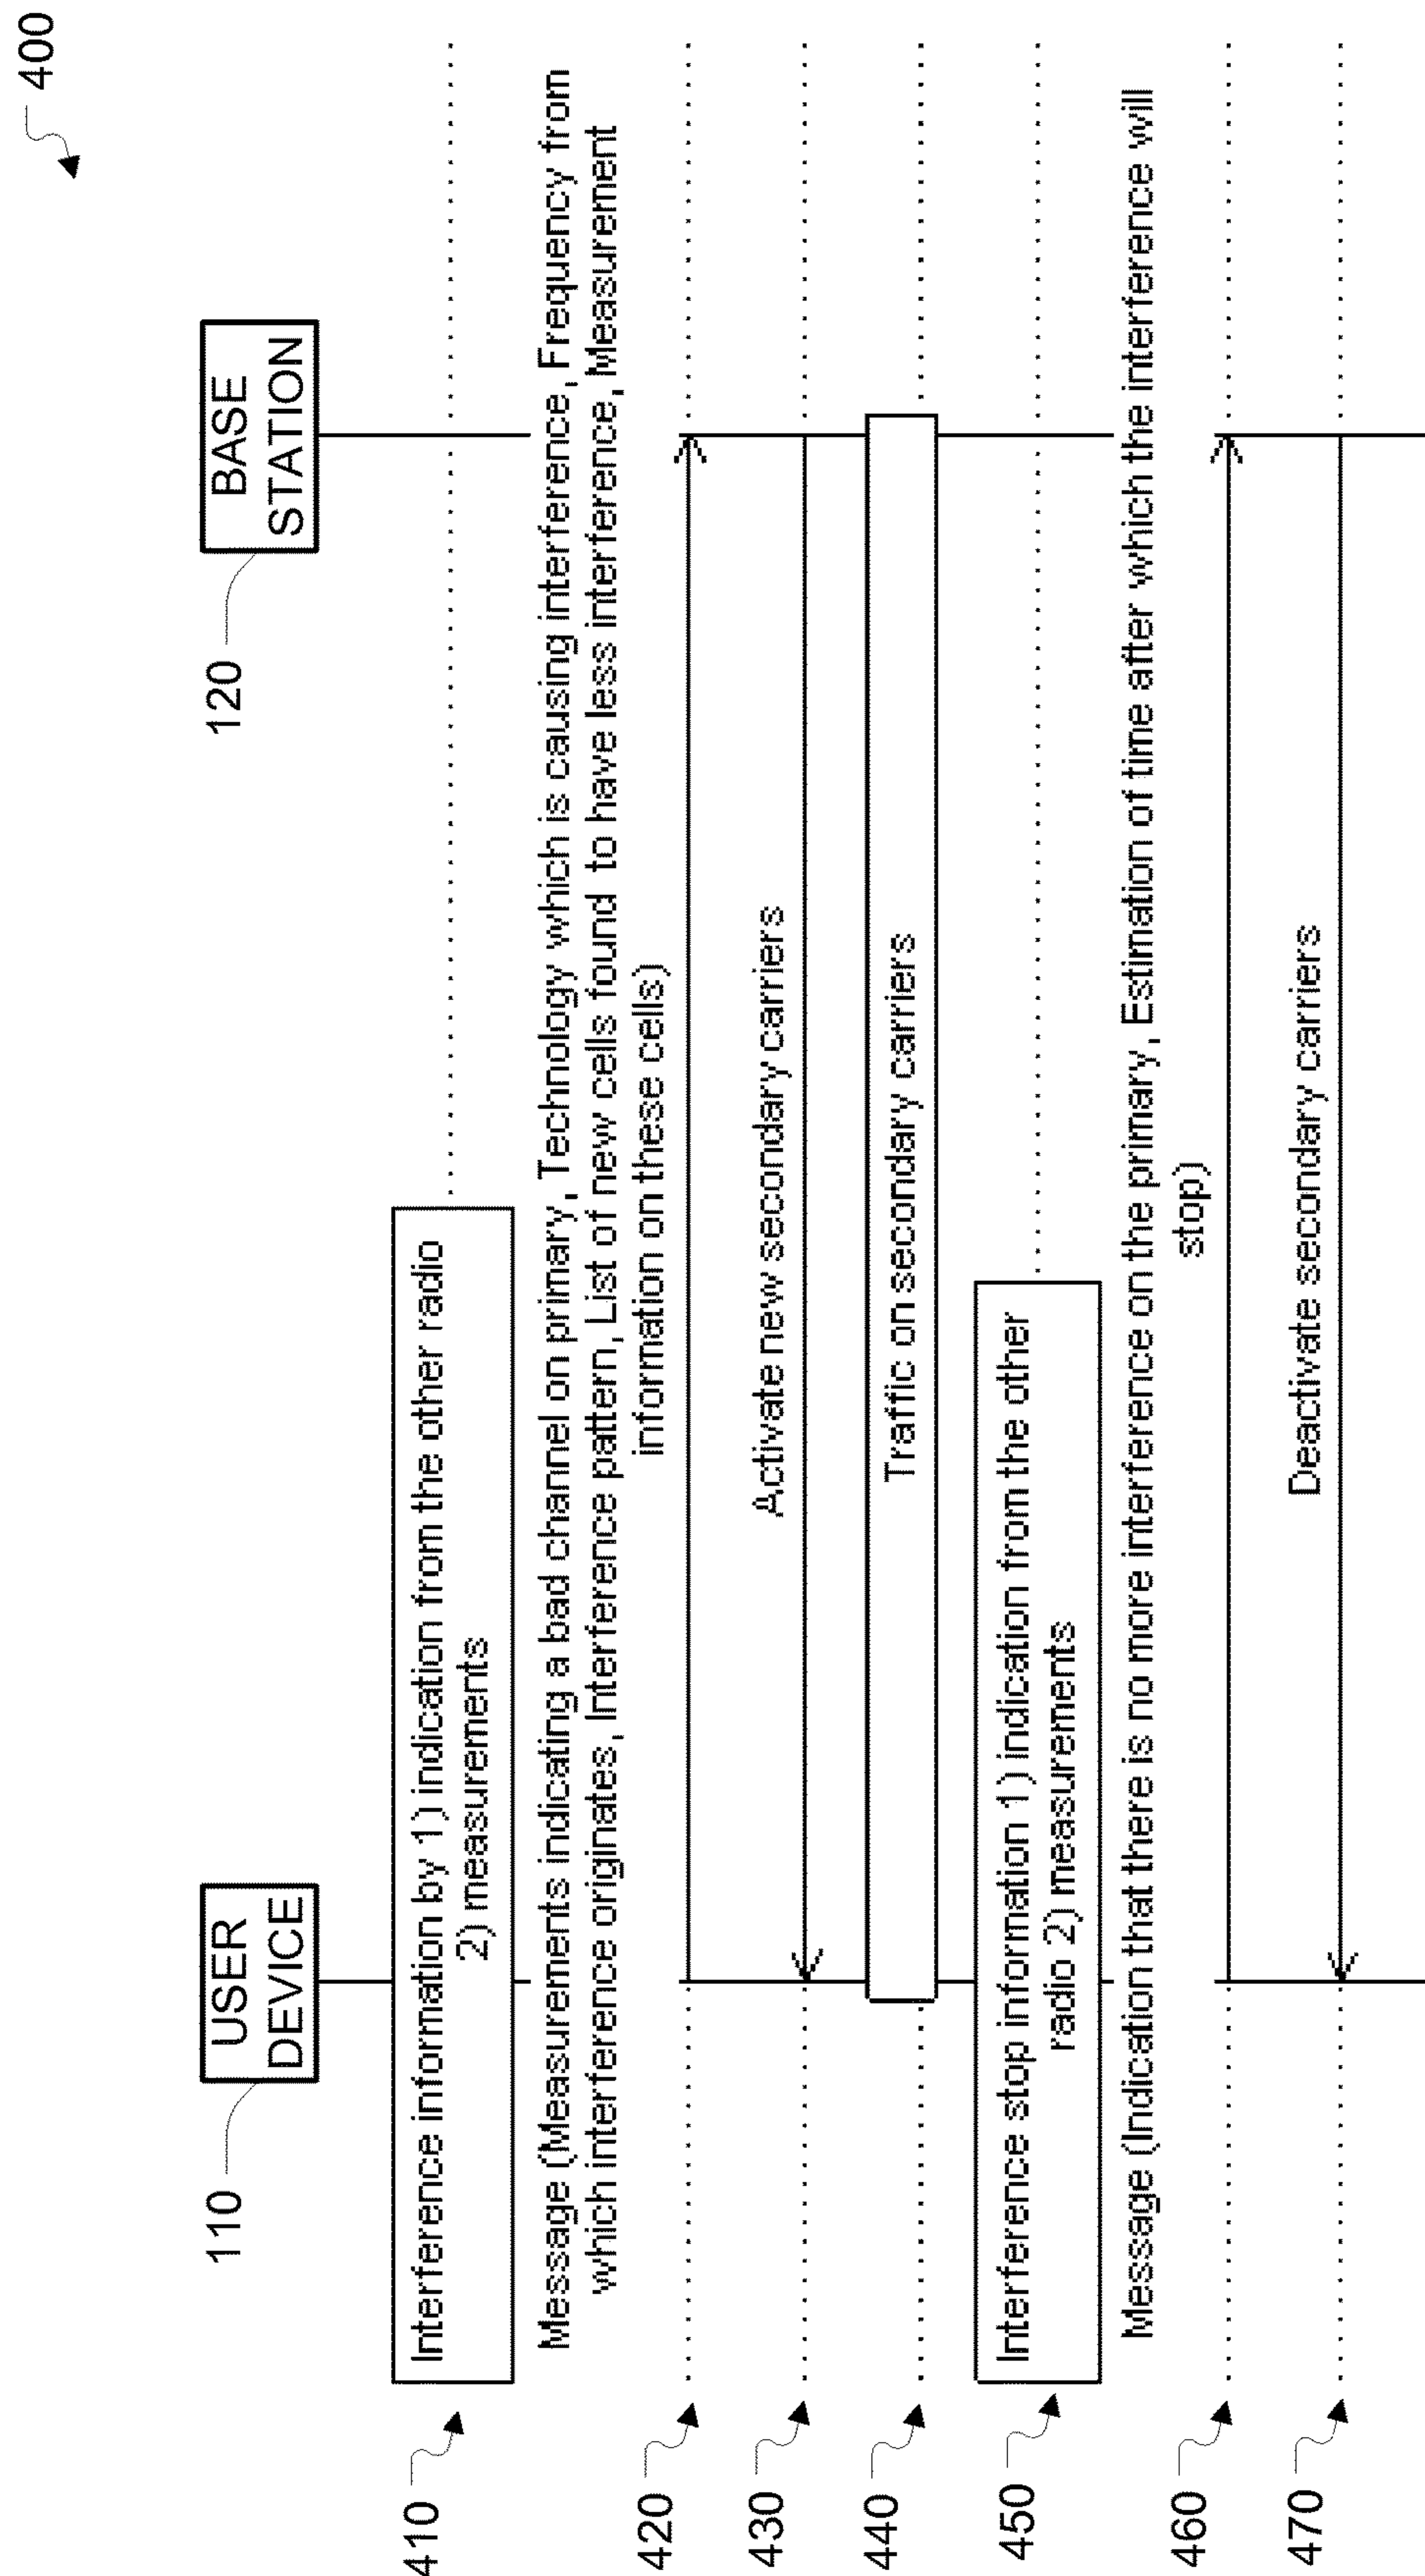 400
USER
DEVICE
110
BASE
STATION
120
410
Interference information by 1) indication from the other radio
2) measurements
Message (Measurements indicating a bad channel on primary, Technology which is causing interference, Frequency from
which interference originates, Interference pattern, List of new cells found to have less interference, Measurement
information on these cells)
420
Activate new secondary carriers
430
Traffic on secondary carriers
440
Interference stop information 1) indication from the other
radio 2) measurements
450
Message (Indication that there is no more interference on the primary, Estimation of time after which the interference will
stop)
460
Deactivate secondary carriers
470